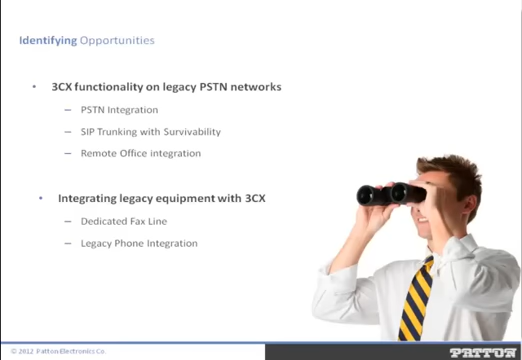 Identifying Opportunities
• 3CX functionality on legacy PSTN networks
– PSTN Integration
– SIP Trunking with Survivability
– Remote Office integration
• Integrating legacy equipment with 3CX
– Dedicated Fax Line
– Legacy Phone Integration
© 2012 Patton Electronics Co.
PATTON